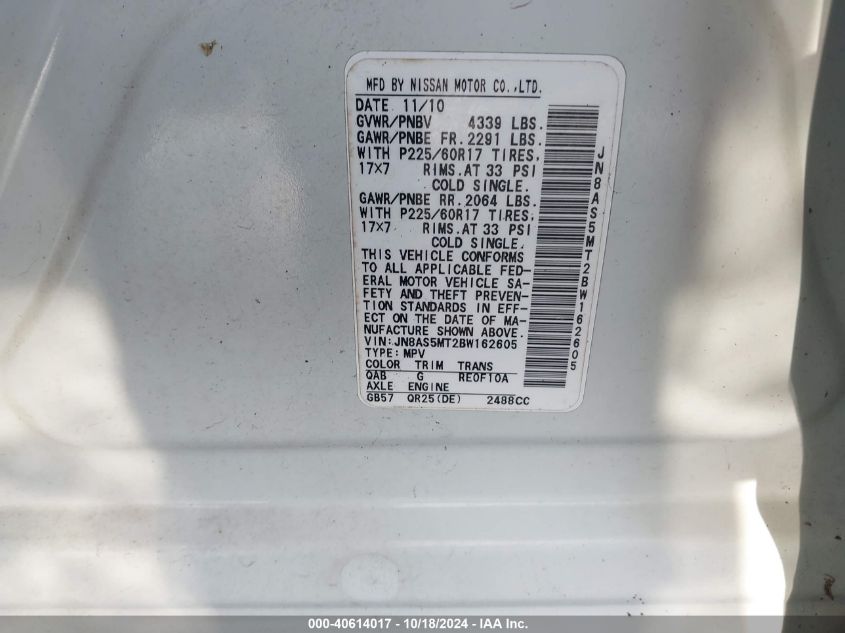 MFD BY NISSAN MOTOR CO.,LTD.
DATE 11/10
GVWR/PNBV 4339 LBS.
GAWR/PNBE FR.2291 LBS.
WITH P225/60R17 TIRES,
17X7 RIMS.AT 33 PSI
COLD SINGLE.
GAWR/PNBE RR.2064 LBS.
WITH P225/60R17 TIRES,
17X7 RIMS.AT 33 PSI
COLD SINGLE.
THIS VEHICLE CONFORMS
TO ALL APPLICABLE FED-
ERAL MOTOR VEHICLE SA-
FETY AND THEFT PREVEN-
TION STANDARDS IN EFF-
ECT ON THE DATE OF MA-
NUFACTURE SHOWN ABOVE.
VIN:JN8AS5MT2BW162605
TYPE:MPV
COLOR TRIM TRANS
QAB G RE0F10A
AXLE ENGINE
GB57 QR25(DE) 2488CC
JN8AS5MT2BW162605
000-40614017 - 10/18/2024 - IAA Inc.